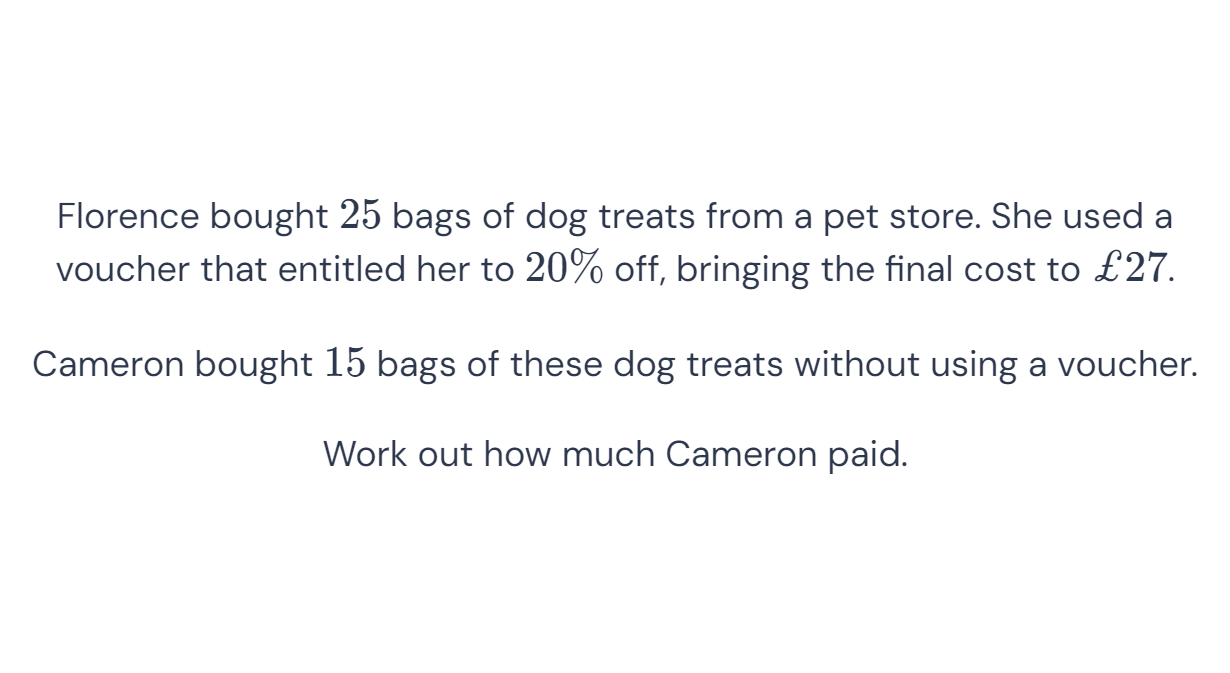 Florence bought 25 bags of dog treats from a pet store. She used a
voucher that entitled her to 20% off, bringing the final cost to £27.
Cameron bought 15 bags of these dog treats without using a voucher.
Work out how much Cameron paid.